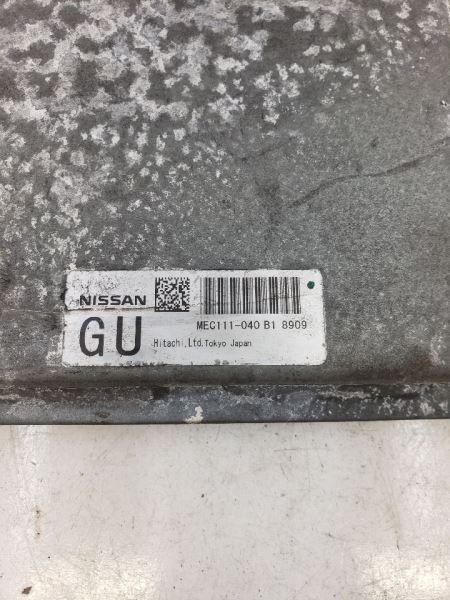 NISSAN
GU
MEC111-040 B1 8909
Hitachi,Ltd.Tokyo Japan